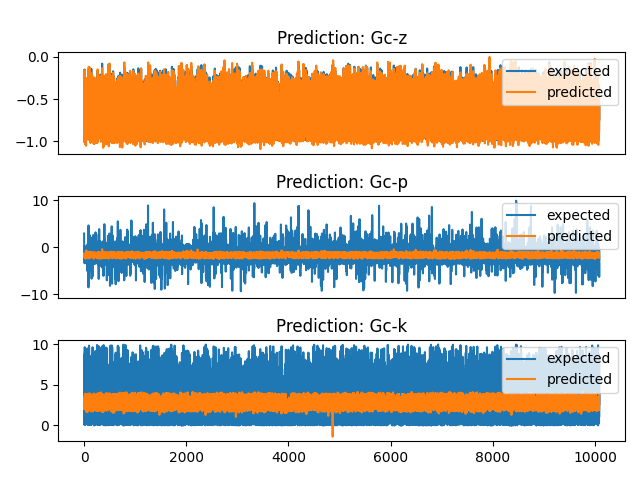 Prediction: Gc-z
0.0
−0.5
−1.0
expected
predicted
Prediction: Gc-p
10
0
−10
expected
predicted
Prediction: Gc-k
10
5
0
expected
predicted
0 2000 4000 6000 8000 10000